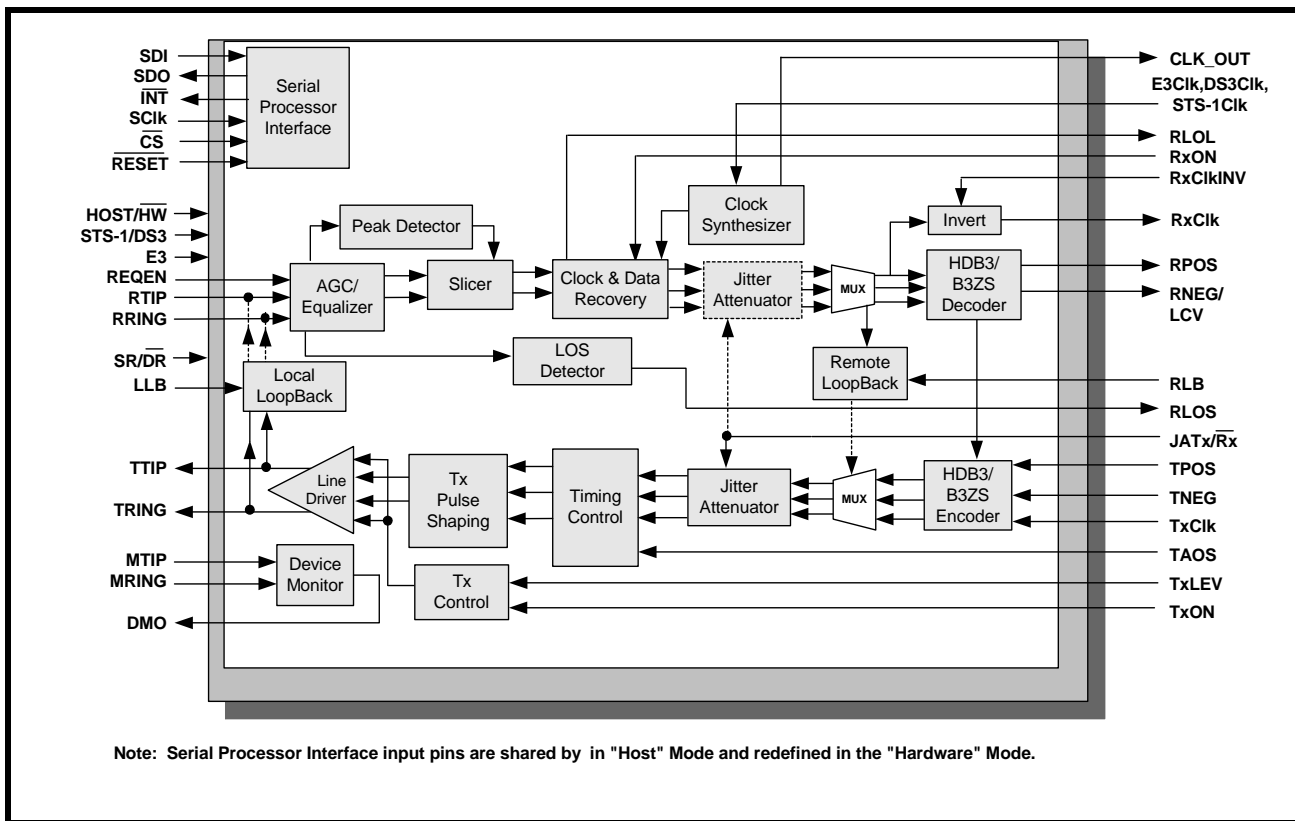 SDI
SDO
INT
SClk
CS
RESET
HOST/HW
STS-1/DS3
E3
REQEN
RTIP
RRING
SR/DR
LLB
TTIP
TRING
MTIP
MRING
DMO
Serial
Processor
Interface
Peak Detector
AGC/
Equalizer
Slicer
Clock & Data
Recovery
Clock
Synthesizer
Jitter
Attenuator
MUX
Invert
HDB3/
B3ZS
Decoder
LOS
Detector
Remote
LoopBack
Local
LoopBack
Line
Driver
Tx
Pulse
Shaping
Timing
Control
Jitter
Attenuator
MUX
HDB3/
B3ZS
Encoder
Device
Monitor
Tx
Control
CLK_OUT
E3Clk,DS3Clk,
STS-1Clk
RLOL
RxON
RxClkINV
RxClk
RPOS
RNEG/
LCV
RLB
RLOS
JATx/Rx
TPOS
TNEG
TxClk
TAOS
TxLEV
TxON
Note: Serial Processor Interface input pins are shared by in "Host" Mode and redefined in the "Hardware" Mode.